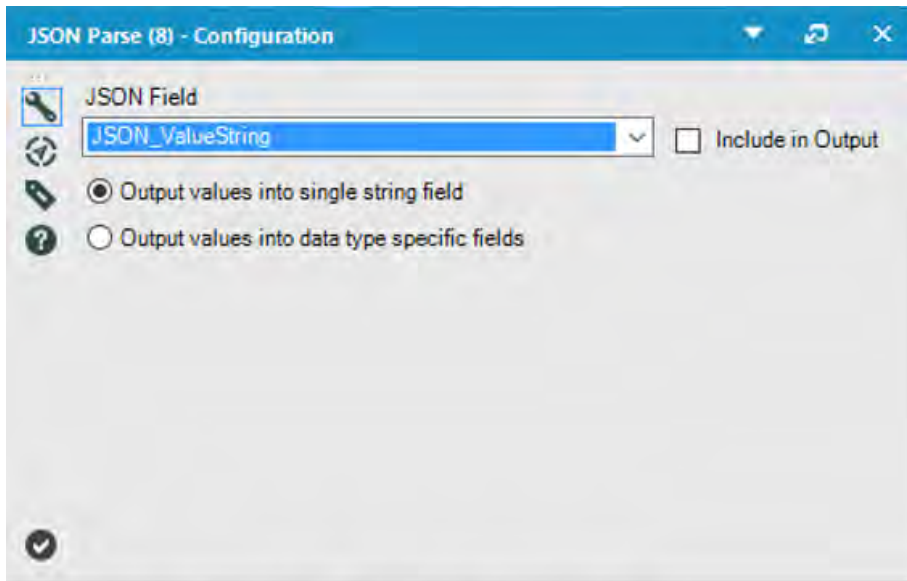 JSON Parse (8) - Configuration
JSON Field
JSON_ValueString
Include in Output
Output values into single string field
Output values into data type specific fields